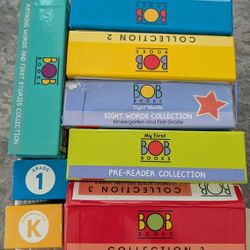 RHYMING WORDS AND FIRST STORIES COLLECTION
BOB
BOOKS
BOB
BOOKS
COLLECTION 2
BOB
BOOKS
Sight Words
SIGHT WORDS COLLECTION
Kindergarten and First Grade
My First
BOB
BOOKS
PRE-READER COLLECTION
GRADE
1
COLLECTION 3
K
BOB
BOOKS